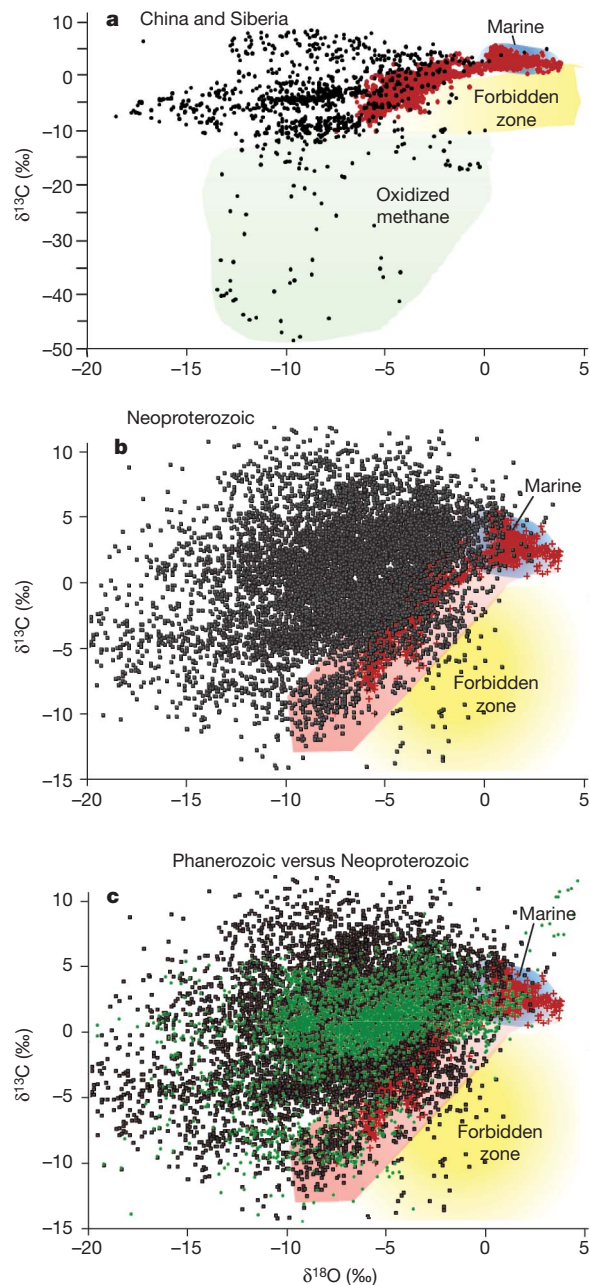 a China and Siberia
Marine
Forbidden
zone
Oxidized
methane
δ13C (‰)
10
5
0
−10
−20
−30
−40
−50
−20
−15
−10
−5
0
5
Neoproterozoic
b
Marine
Forbidden
zone
δ13C (‰)
10
5
0
−5
−10
−15
−20
−15
−10
−5
0
5
Phanerozoic versus Neoproterozoic
c
Marine
Forbidden
zone
δ13C (‰)
10
5
0
−5
−10
−15
−20
−15
−10
−5
0
5
δ18O (‰)